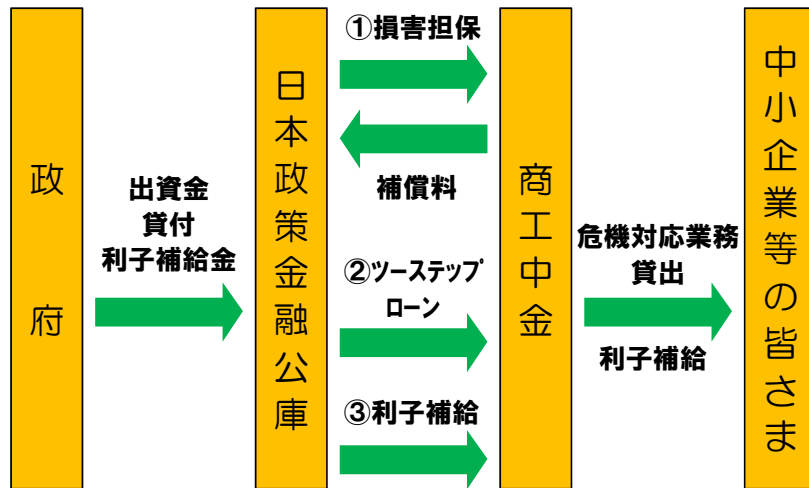 政府
出資金
貸付
利子補給金
日本政策金融公庫
①損害担保
補償料
②ツーステップ
ローン
③利子補給
商工中金
危機対応業務
貸出
利子補給
中小企業等の皆さま